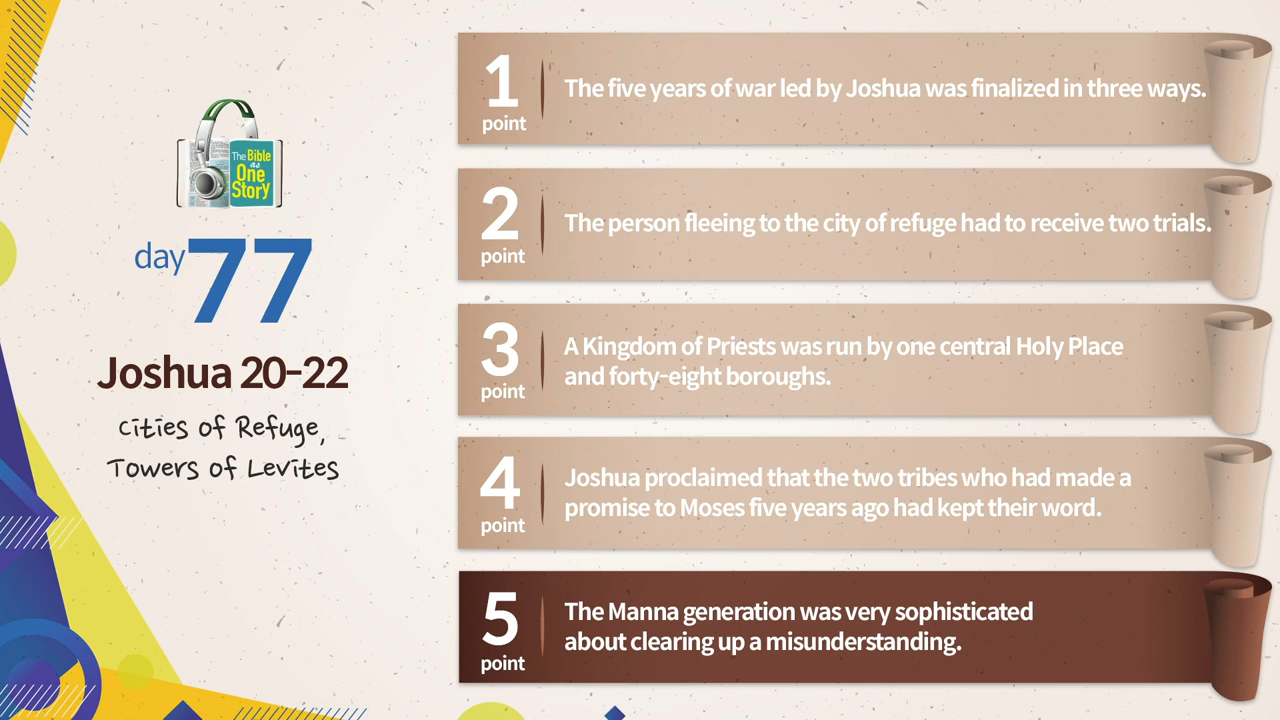 The Bible
as
One
Story
day77
Joshua 20-22
Cities of Refuge,
Towers of Levites
1
point
The five years of war led by Joshua was finalized in three ways.
2
point
The person fleeing to the city of refuge had to receive two trials.
3
point
A Kingdom of Priests was run by one central Holy Place
and forty-eight boroughs.
4
point
Joshua proclaimed that the two tribes who had made a
promise to Moses five years ago had kept their word.
5
point
The Manna generation was very sophisticated
about clearing up a misunderstanding.